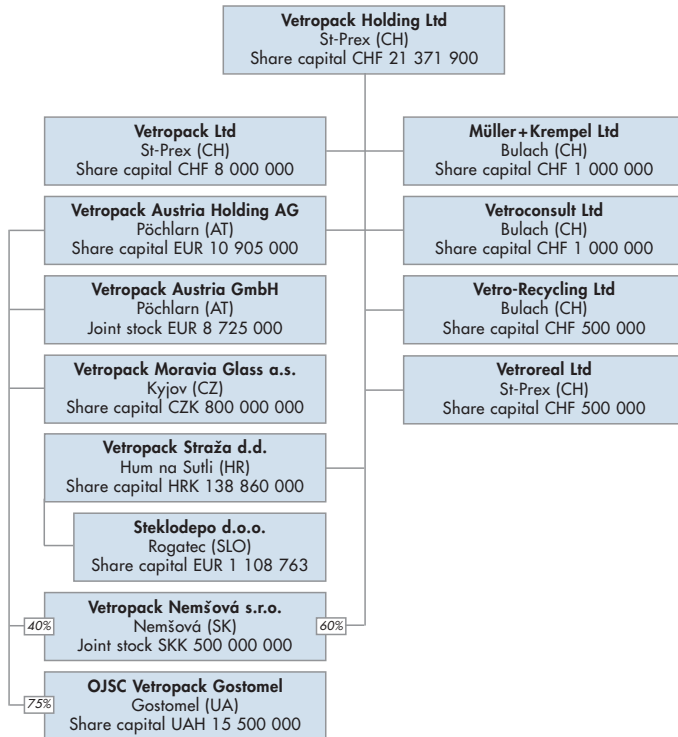 Vetropack Holding Ltd
St-Prex (CH)
Share capital CHF 21 371 900
Vetropack Ltd
St-Prex (CH)
Share capital CHF 8 000 000
Müller+Krempel Ltd
Bulach (CH)
Share capital CHF 1 000 000
Vetropack Austria Holding AG
Pöchlarn (AT)
Share capital EUR 10 905 000
Vetroconsult Ltd
Bulach (CH)
Share capital CHF 1 000 000
Vetropack Austria GmbH
Pöchlarn (AT)
Joint stock EUR 8 725 000
Vetro-Recycling Ltd
Bulach (CH)
Share capital CHF 500 000
Vetropack Moravia Glass a.s.
Kyjov (CZ)
Share capital CZK 800 000 000
Vetroreal Ltd
St-Prex (CH)
Share capital CHF 500 000
Vetropack Straža d.d.
Hum na Sutli (HR)
Share capital HRK 138 860 000
Steklodepo d.o.o.
Rogatec (SLO)
Share capital EUR 1 108 763
Vetropack Nemšová s.r.o.
40% Nemšová (SK) 60%
Joint stock SKK 500 000 000
OJSC Vetropack Gostomel
75% Gostomel (UA)
Share capital UAH 15 500 000